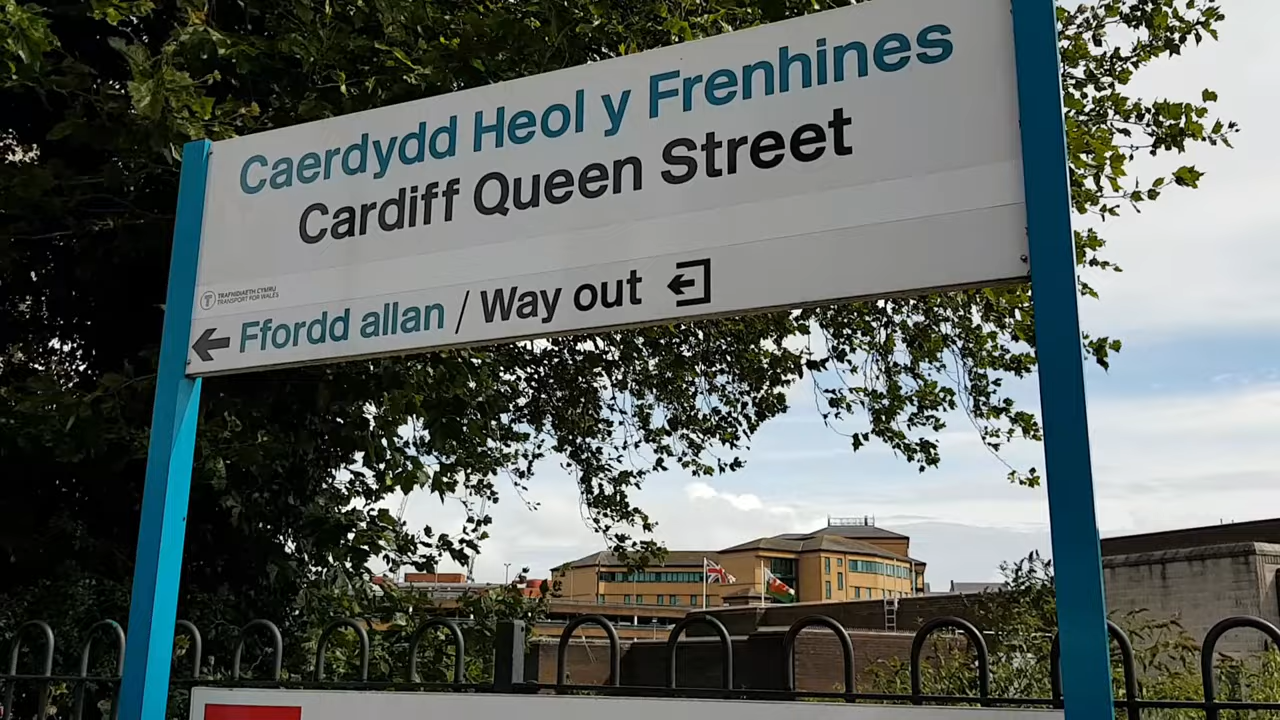 Caerdydd Heol y Frenhines
Cardiff Queen Street
TRAFNIDIAETH CYMRU
TRANSPORT FOR WALES
Ffordd allan / Way out